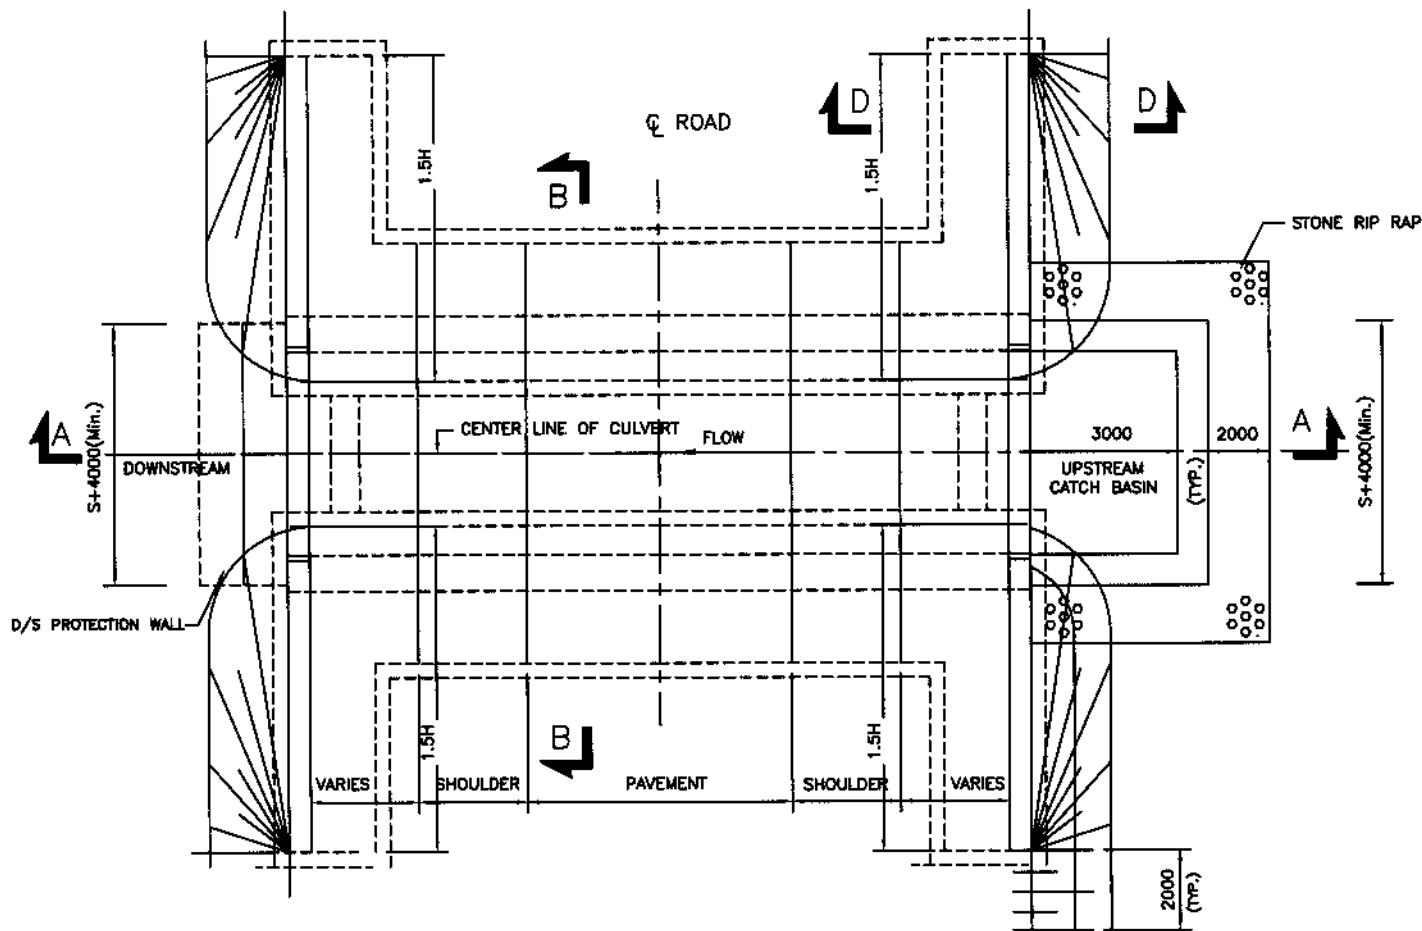 D
D
℄ ROAD
1.5H
1.5H
B
STONE RIP RAP
A
S+4000(Min.)
DOWNSTREAM
CENTER LINE OF CULVERT
FLOW
3000
2000
A
UPSTREAM
CATCH BASIN
(TYP.)
S+4000(Min.)
D/S PROTECTION WALL
1.5H
1.5H
B
VARIES
SHOULDER
PAVEMENT
SHOULDER
VARIES
2000
(TYP.)